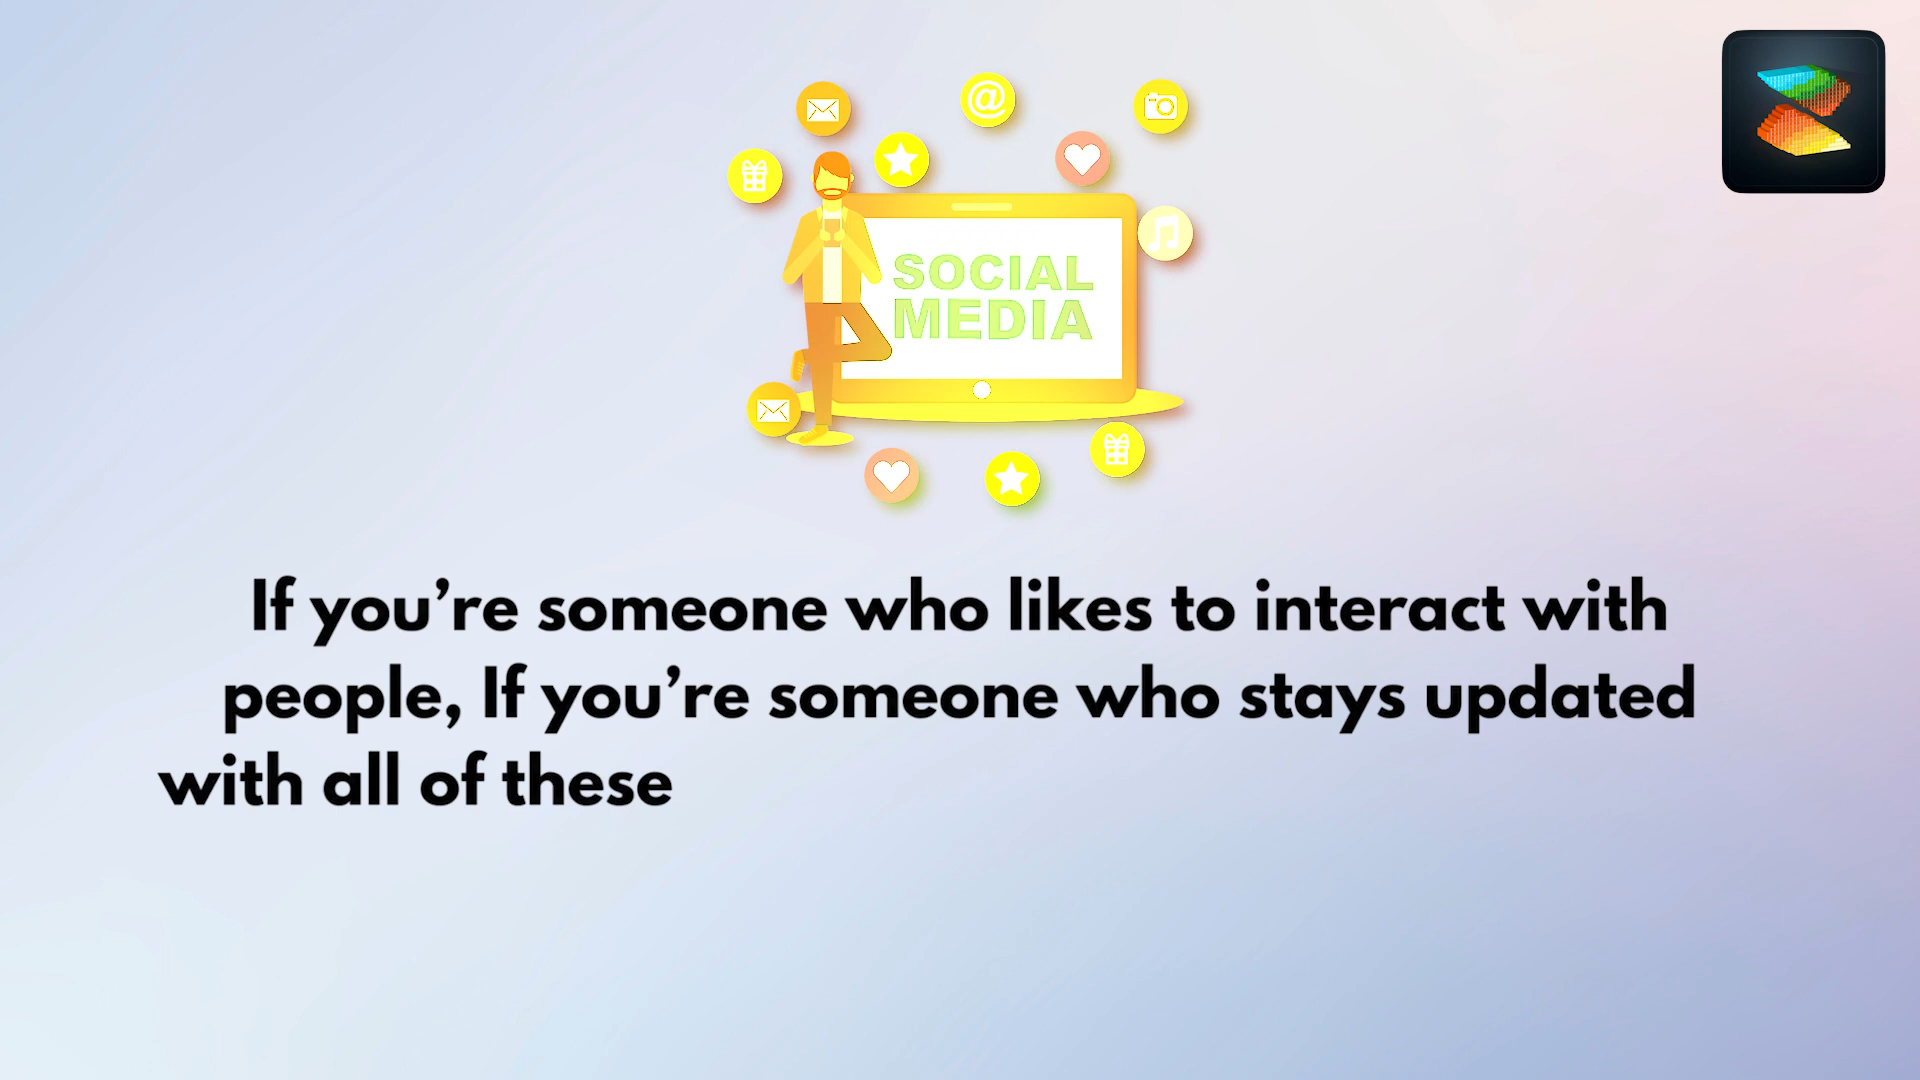 SOCIAL
MEDIA
If you’re someone who likes to interact with
people, If you’re someone who stays updated
with all of these